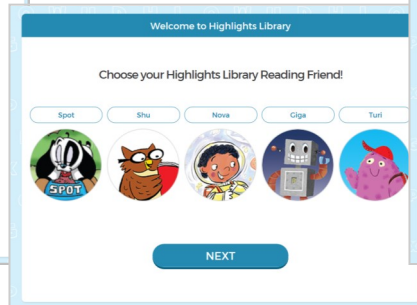 Welcome to Highlights Library
Choose your Highlights Library Reading Friend!
Spot Shu Nova Giga Turi
SPOT
NEXT